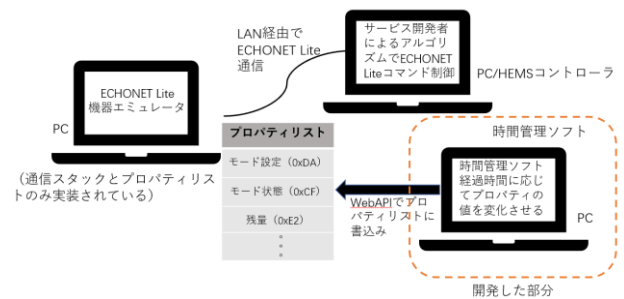 LAN経由で
ECHONET Lite
通信
サービス開発者
によるアルゴリ
ズムでECHONET
Liteコマンド制御
PC/HEMSコントローラ
ECHONET Lite
機器エミュレータ
PC
（通信スタックとプロパティリス
トのみ実装されている）
プロパティリスト
モード設定（0xDA）
モード状態（0xCF）
残量（0xE2）
WebAPIでプロ
パティリストに
書込み
時間管理ソフト
時間管理ソフト
経過時間に応じ
てプロパティの
値を変化させる
PC
開発した部分